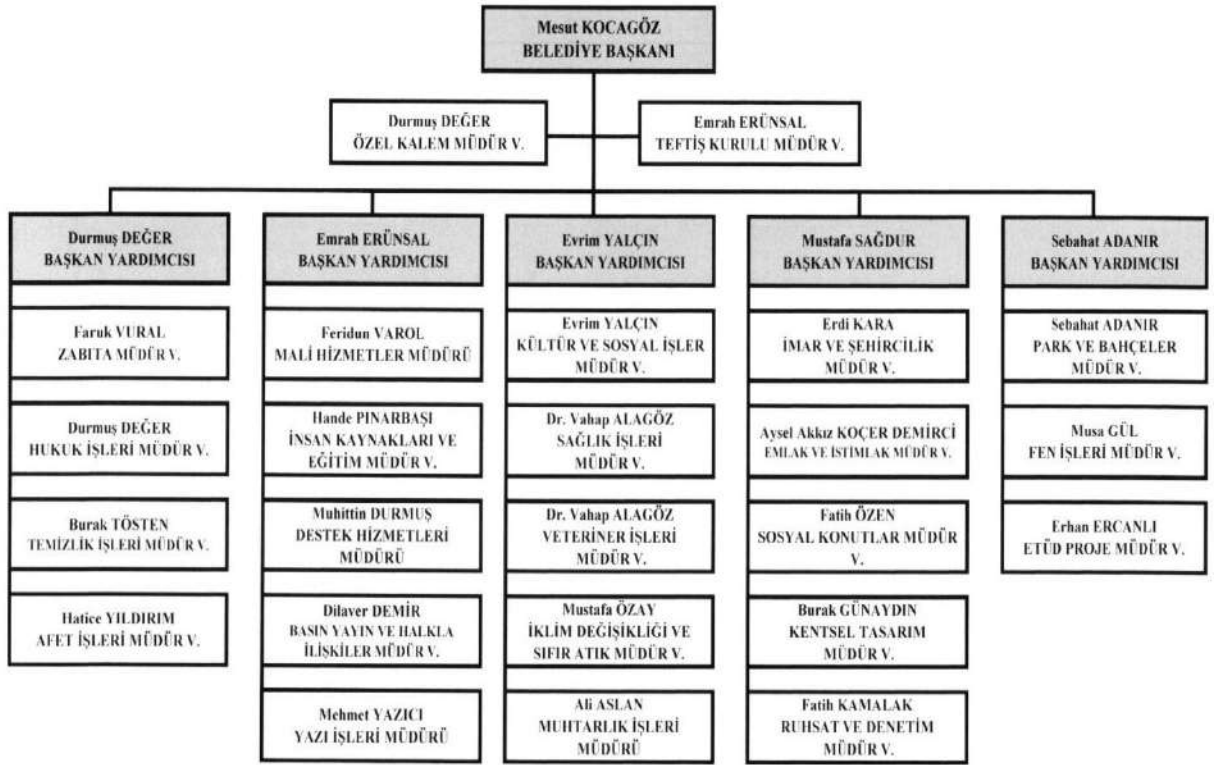 Mesut KOCAGÖZ
BELEDİYE BAŞKANI
Durmuş DEĞER
ÖZEL KALEM MÜDÜR V.
Emrah ERÜNSAL
TEFTİŞ KURULU MÜDÜR V.
Durmuş DEĞER
BAŞKAN YARDIMCISI
Faruk VURAL
ZABITA MÜDÜR V.
Durmuş DEĞER
HUKUK İŞLERİ MÜDÜR V.
Burak TÖSTEN
TEMİZLİK İŞLERİ MÜDÜR V.
Hatice YILDIRIM
AFET İŞLERİ MÜDÜR V.
Emrah ERÜNSAL
BAŞKAN YARDIMCISI
Feridun VAROL
MALİ HİZMETLER MÜDÜRÜ
Hande PINARBAŞI
İNSAN KAYNAKLARI VE
EĞİTİM MÜDÜR V.
Muhittin DURMUŞ
DESTEK HİZMETLERİ
MÜDÜRÜ
Dilaver DEMİR
BASIN YAYIN VE HALKLA
İLİŞKİLER MÜDÜR V.
Mehmet YAZICI
YAZI İŞLERİ MÜDÜRÜ
Evrim YALÇIN
BAŞKAN YARDIMCISI
Evrim YALÇIN
KÜLTÜR VE SOSYAL İŞLER
MÜDÜR V.
Dr. Vahap ALAGÖZ
SAĞLIK İŞLERİ
MÜDÜR V.
Dr. Vahap ALAGÖZ
VETERİNER İŞLERİ
MÜDÜR V.
Mustafa ÖZAY
İKLİM DEĞİŞİKLİĞİ VE
SIFIR ATIK MÜDÜR V.
Ali ASLAN
MUHTARLIK İŞLERİ
MÜDÜRÜ
Mustafa SAĞDUR
BAŞKAN YARDIMCISI
Erdi KARA
İMAR VE ŞEHİRCİLİK
MÜDÜR V.
Aysel Akkız KOÇER DEMİRCİ
EMLAK VE İSTİMLAK MÜDÜR V.
Fatih ÖZEN
SOSYAL KONUTLAR MÜDÜR
V.
Burak GÜNAYDIN
KENTSEL TASARIM
MÜDÜR V.
Fatih KAMALAK
RUHSAT VE DENETİM
MÜDÜR V.
Sebahat ADANIR
BAŞKAN YARDIMCISI
Sebahat ADANIR
PARK VE BAHÇELER
MÜDÜR V.
Musa GÜL
FEN İŞLERİ MÜDÜR V.
Erhan ERCANLI
ETÜD PROJE MÜDÜR V.